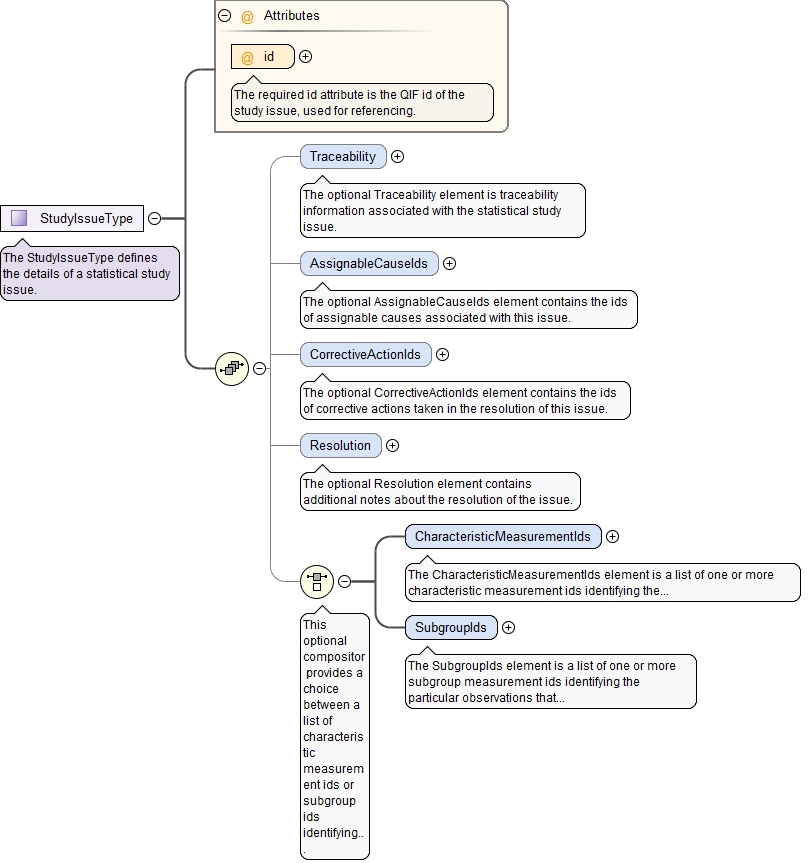 @ Attributes
@ id
The required id attribute is the QIF id of the
study issue, used for referencing.
Traceability
The optional Traceability element is traceability
information associated with the statistical study
issue.
StudyIssueType
The StudyIssueType defines
the details of a statistical study
issue.
AssignableCauseIds
The optional AssignableCauseIds element contains the ids
of assignable causes associated with this issue.
CorrectiveActionIds
The optional CorrectiveActionIds element contains the ids
of corrective actions taken in the resolution of this issue.
Resolution
The optional Resolution element contains
additional notes about the resolution of the issue.
CharacteristicMeasurementIds
The CharacteristicMeasurementIds element is a list of one or more
characteristic measurement ids identifying the...
SubgroupIds
The SubgroupIds element is a list of one or more
subgroup measurement ids identifying the
particular observations that...
This
optional
compositor
provides a
choice
between a
list of
characteris
tic
measurem
ent ids or
subgroup
ids
identifying..
.